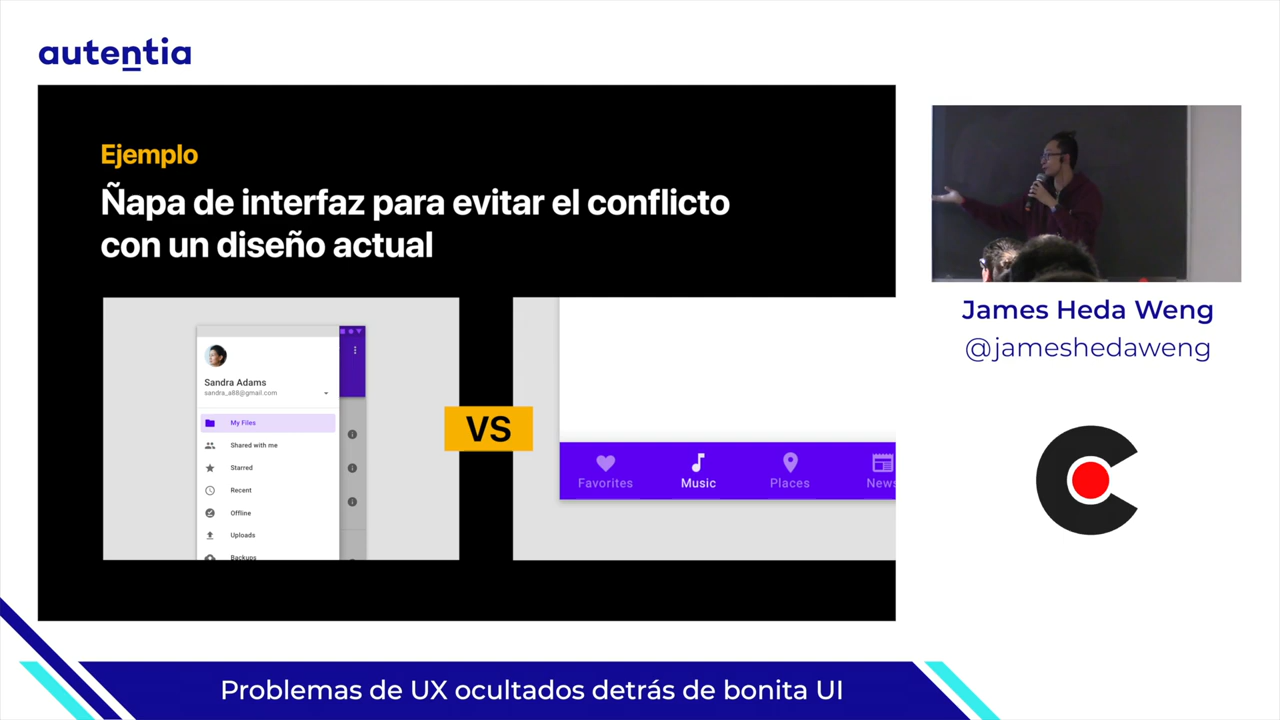 autentia
Ejemplo
Ñapa de interfaz para evitar el conflicto
con un diseño actual
Sandra Adams
sandra_a88@gmail.com
My Files
Shared with me
Starred
Recent
Offline
Uploads
Backups
VS
Favorites
Music
Places
News
James Heda Weng
@jameshedaweng
Problemas de UX ocultados detrás de bonita UI